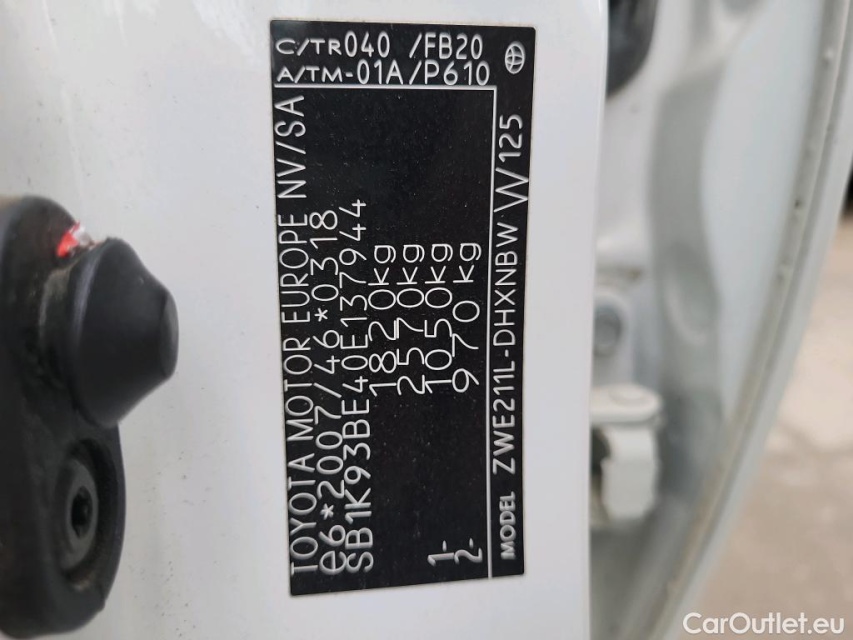 TOYOTA MOTOR EUROPE NV/SA
e6*2007/46*0318
SB1K93BE40E137944
1820kg
2570kg
1- 1050kg
2- 970kg
MODEL ZWE211L-DHXNBW W125
C/TR040 /FB20
A/TM-01A/P610
CarOutlet.eu